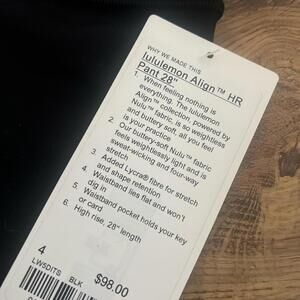 WHY WE MADE THIS
lululemon Align™ HR
Pant 28"
1. When feeling nothing is
everything. The lululemon
Align™ collection, powered by
Nulu™ fabric, is so weightless
and buttery soft, all you feel
is your practice
2. Our buttery-soft Nulu™ fabric
feels weightlessly light and is
sweat-wicking and four-way
stretch
3. Added Lycra® fibre for stretch
and shape retention
4. Waistband lies flat and won't
dig in
5. Waistband pocket holds your key
or card
6. High rise, 28" length
4
LW5DITS BLK
$98.00